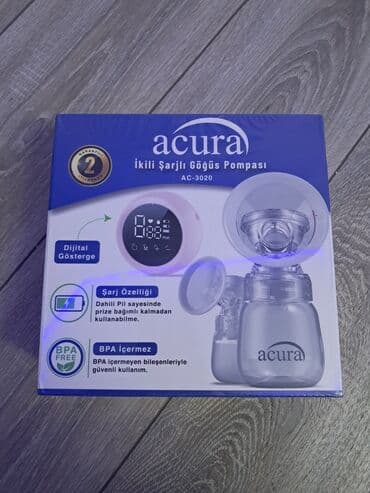 acura
İkili Şarjlı Göğüs Pompası
AC-3020
2
Dijital
Gösterge
Şarj Özelliği
Dahili Pil sayesinde
prize bağımlı kalmadan
kullanabilme.
BPA
FREE
BPA İçermez
BPA içermeyen bileşenleriyle
güvenli kullanım.
acura